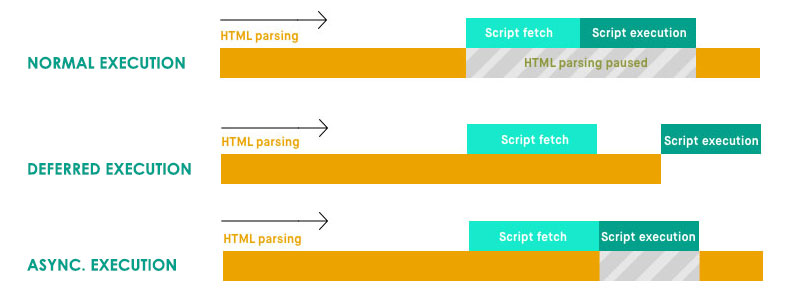 HTML parsing
Script fetch
Script execution
NORMAL EXECUTION
HTML parsing paused
HTML parsing
Script fetch
Script execution
DEFERRED EXECUTION
HTML parsing
Script fetch
Script execution
ASYNC. EXECUTION